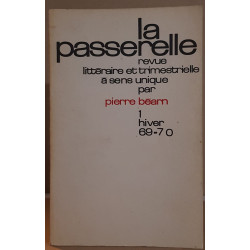 la
passerelle
revue
littéraire et trimestrielle
à sens unique
par
pierre béarn
1
hiver
69-70